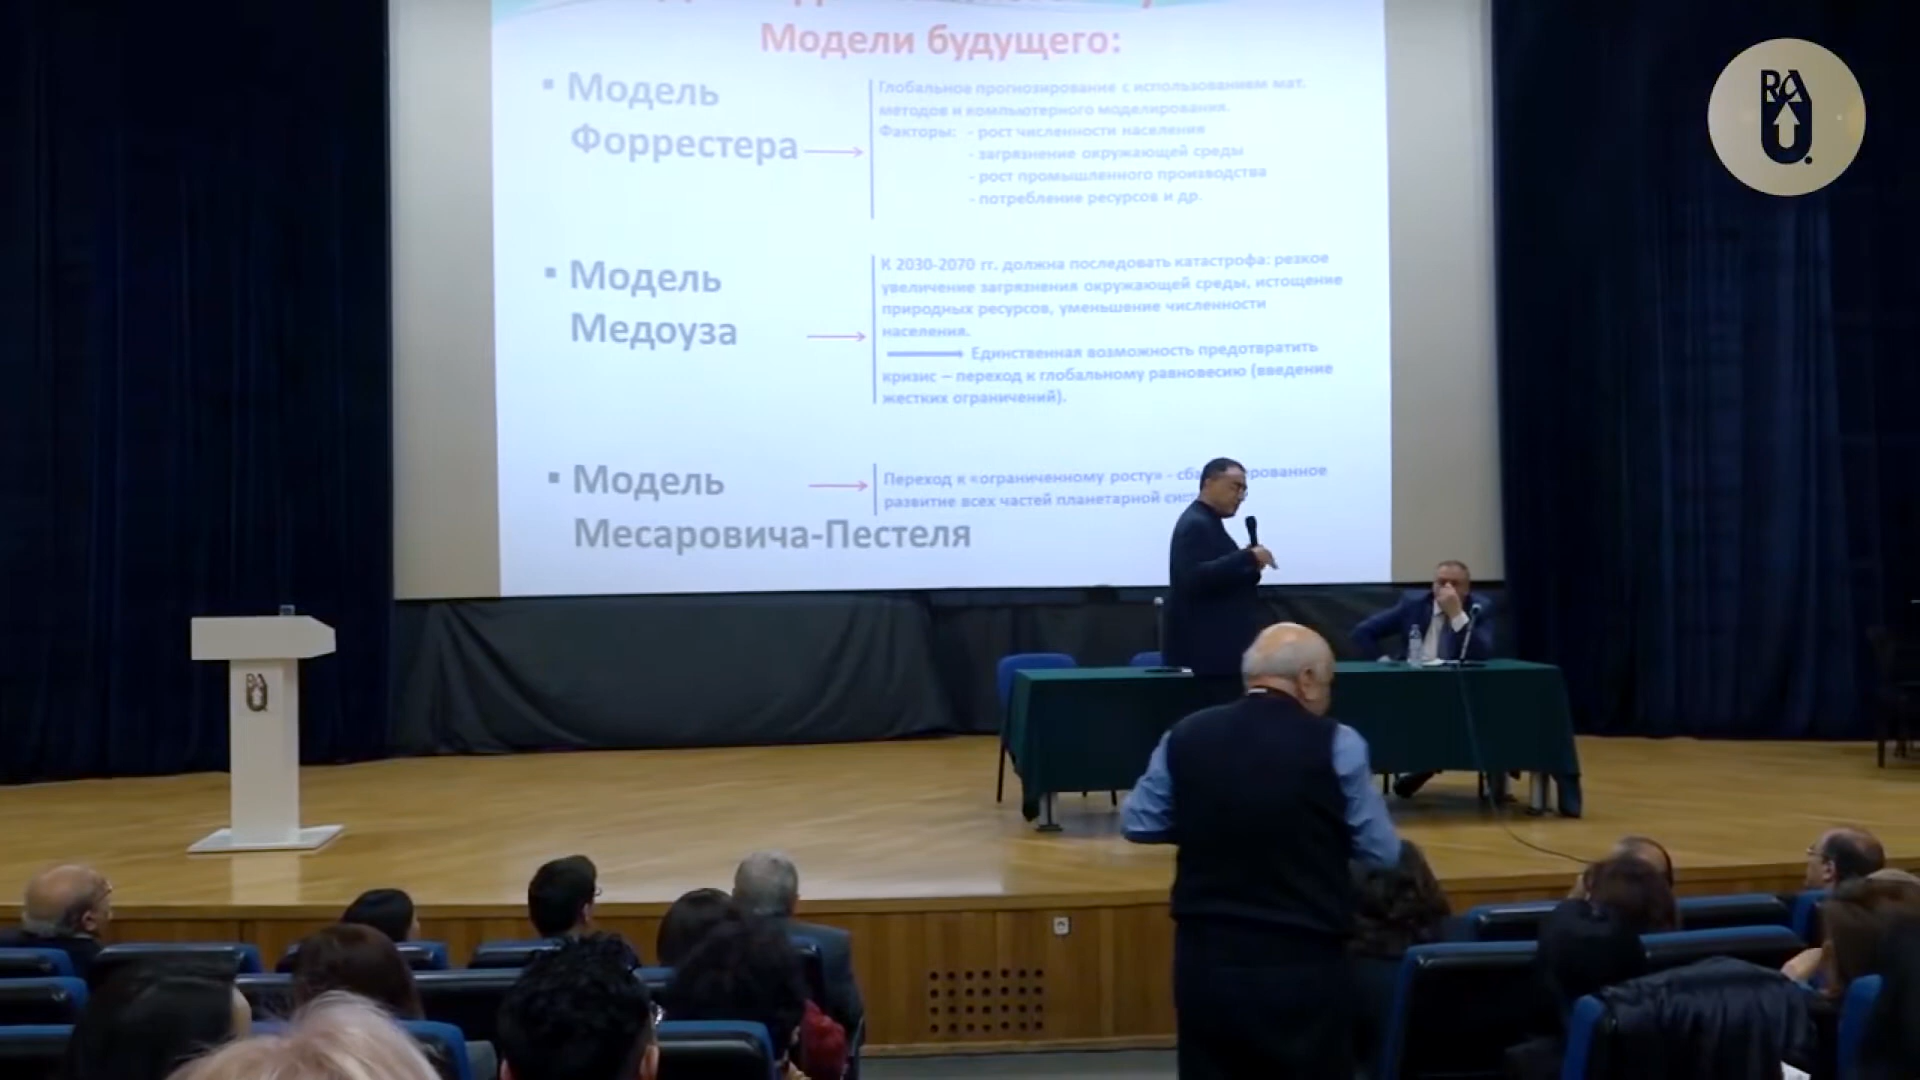 Модели будущего:
▪ Модель
Форрестера
Глобальное прогнозирование с использованием мат.
методов и компьютерного моделирования.
Факторы: - рост численности населения
- загрязнение окружающей среды
- рост промышленного производства
- потребление ресурсов и др.
▪ Модель
Медоуза
К 2030-2070 гг. должна последовать катастрофа: резкое
увеличение загрязнения окружающей среды, истощение
природных ресурсов, уменьшение численности
населения.
Единственная возможность предотвратить
кризис – переход к глобальному равновесию (введение
жестких ограничений).
▪ Модель
Месаровича-Пестеля
Переход к «ограниченному росту» -
развитие всех частей планетарной
RAU
RAU